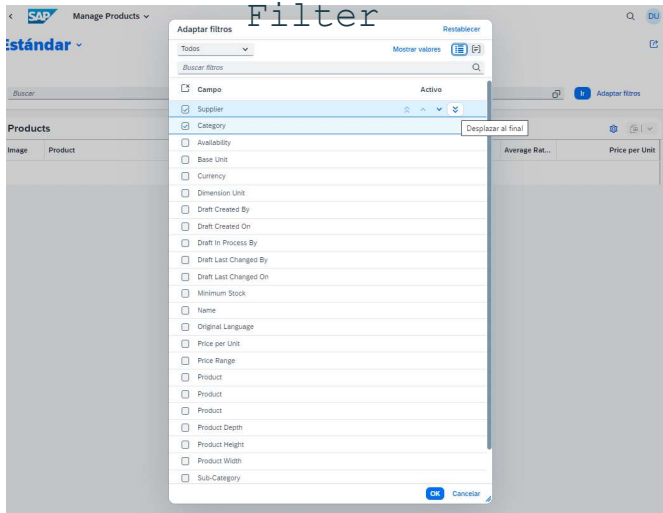 Filter
SAP Manage Products DU
Estándar
Adaptar filtros Restablecer
Todos Mostrar valores
Buscar filtros
Campo Activo
Buscar Ir Adaptar filtros
Supplier
Category Desplazar al final
Products
Image Product Average Rat... Price per Unit
Availability
Base Unit
Currency
Dimension Unit
Draft Created By
Draft Created On
Draft In Process By
Draft Last Changed By
Draft Last Changed On
Minimum Stock
Name
Original Language
Price per Unit
Price Range
Product
Product
Product
Product Depth
Product Height
Product Width
Sub-Category
OK Cancelar